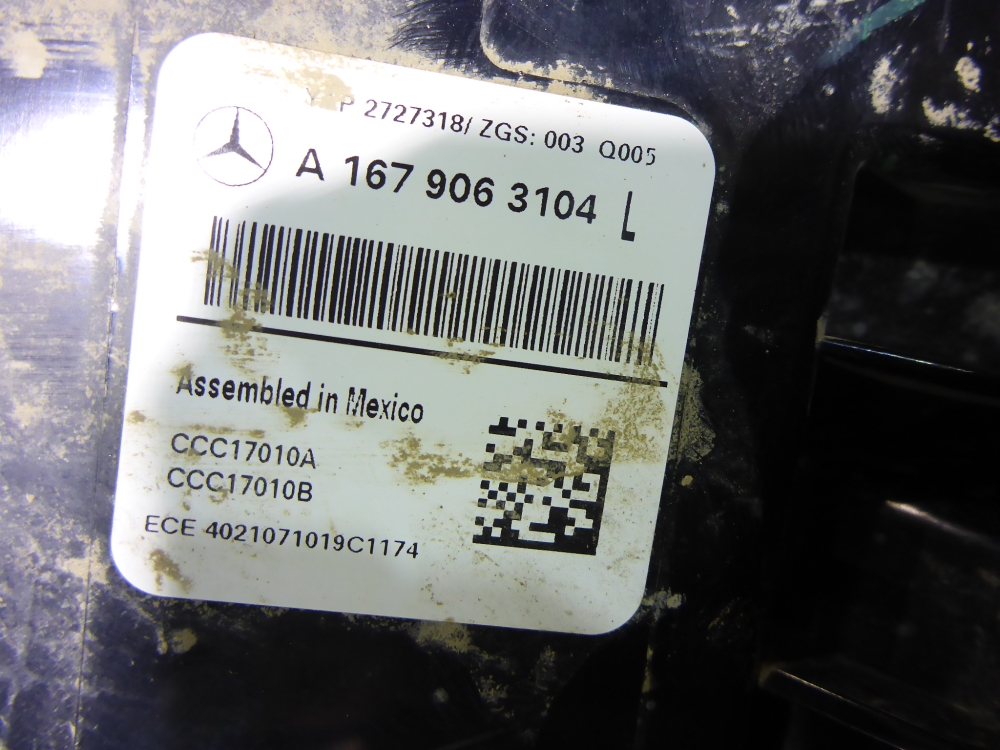 P 2727318/ ZGS: 003 Q005
A 167 906 3104 L
Assembled in Mexico
CCC17010A
CCC17010B
ECE 4021071019C1174